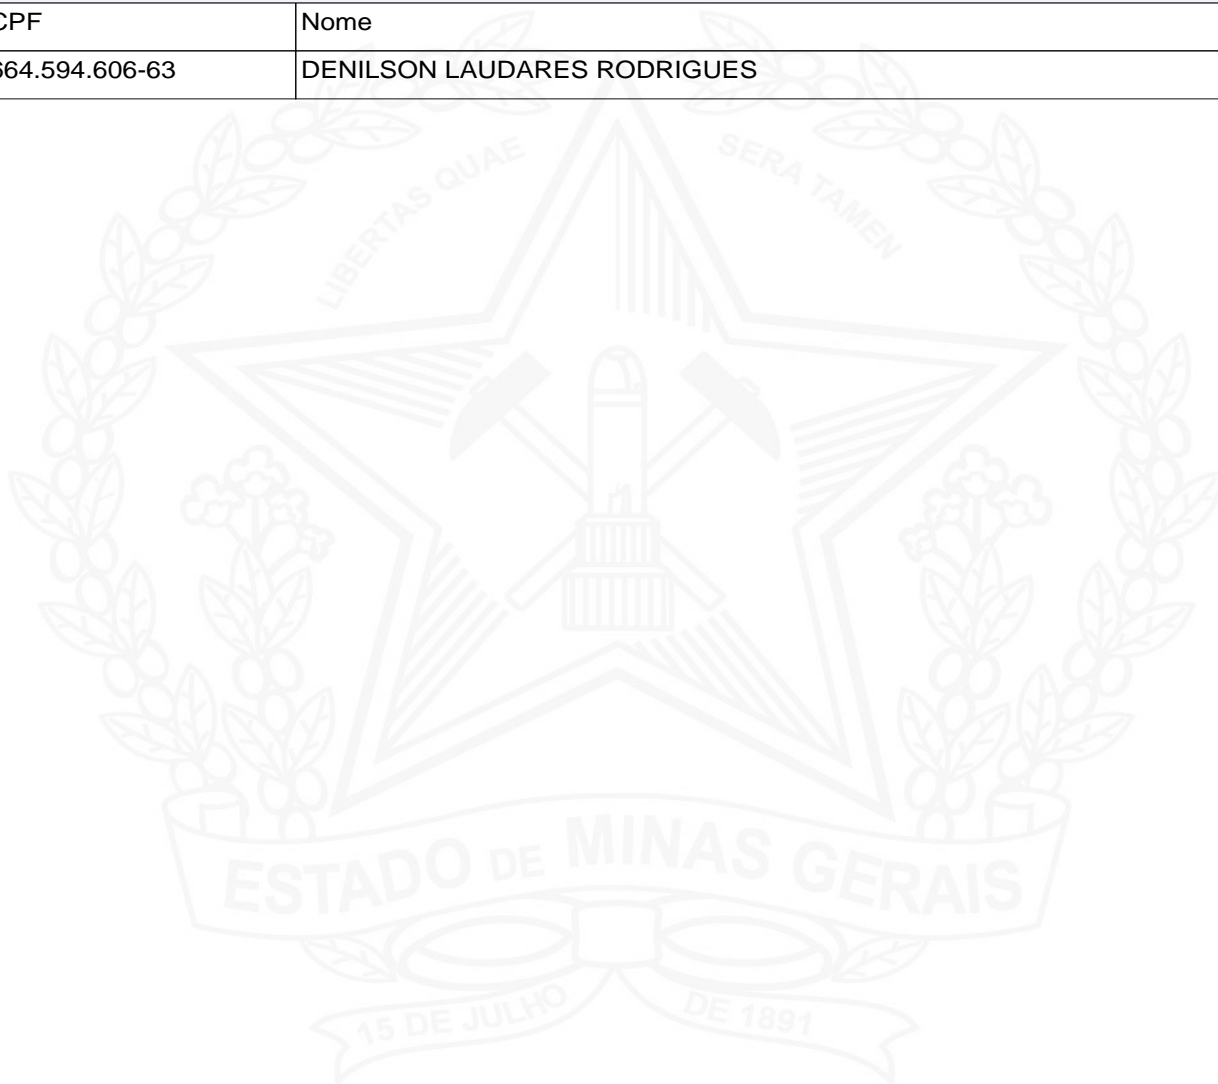 CPF Nome
664.594.606-63 DENILSON LAUDARES RODRIGUES
LIBERTAS QUAE SERA TAMEN
ESTADO DE MINAS GERAIS
15 DE JULHO DE 1891